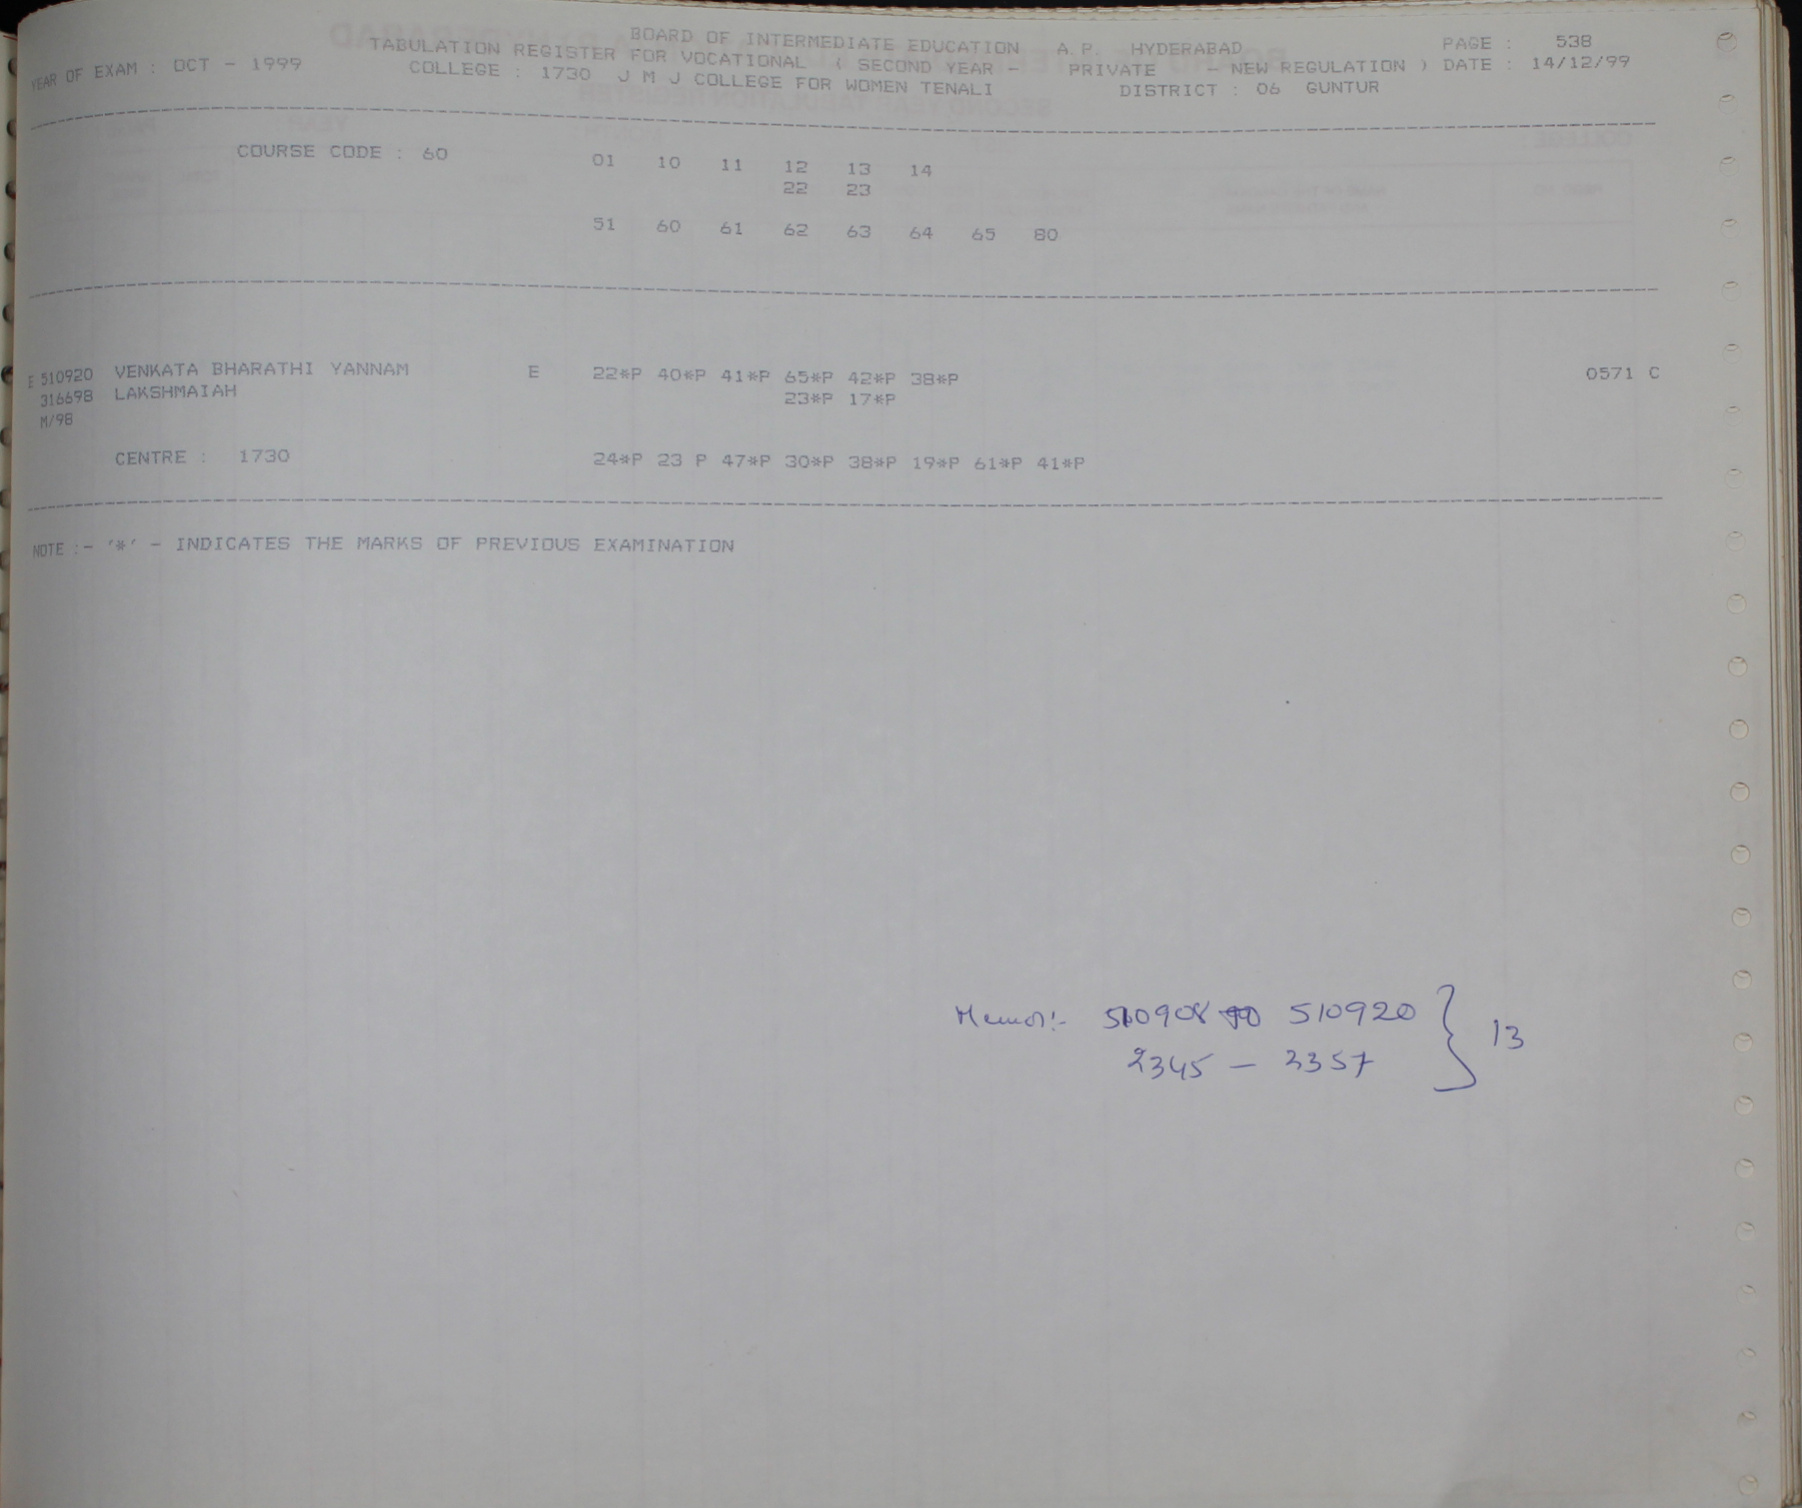 BOARD OF INTERMEDIATE EDUCATION A.P. HYDERABAD PAGE : 538
YEAR OF EXAM : OCT - 1999 TABULATION REGISTER FOR VOCATIONAL ( SECOND YEAR - PRIVATE - NEW REGULATION ) DATE : 14/12/99
COLLEGE : 1730 J M J COLLEGE FOR WOMEN TENALI DISTRICT : 06 GUNTUR
COURSE CODE : 60 01 10 11 12 13 14
22 23
51 60 61 62 63 64 65 80
E 510920 VENKATA BHARATHI YANNAM E 22*P 40*P 41*P 65*P 42*P 38*P 0571 C
316698 LAKSHMAIAH 23*P 17*P
M/98
CENTRE : 1730 24*P 23 P 47*P 30*P 38*P 19*P 61*P 41*P
NOTE :- '*' - INDICATES THE MARKS OF PREVIOUS EXAMINATION
510908 to 510920 } 13
2345 - 2357